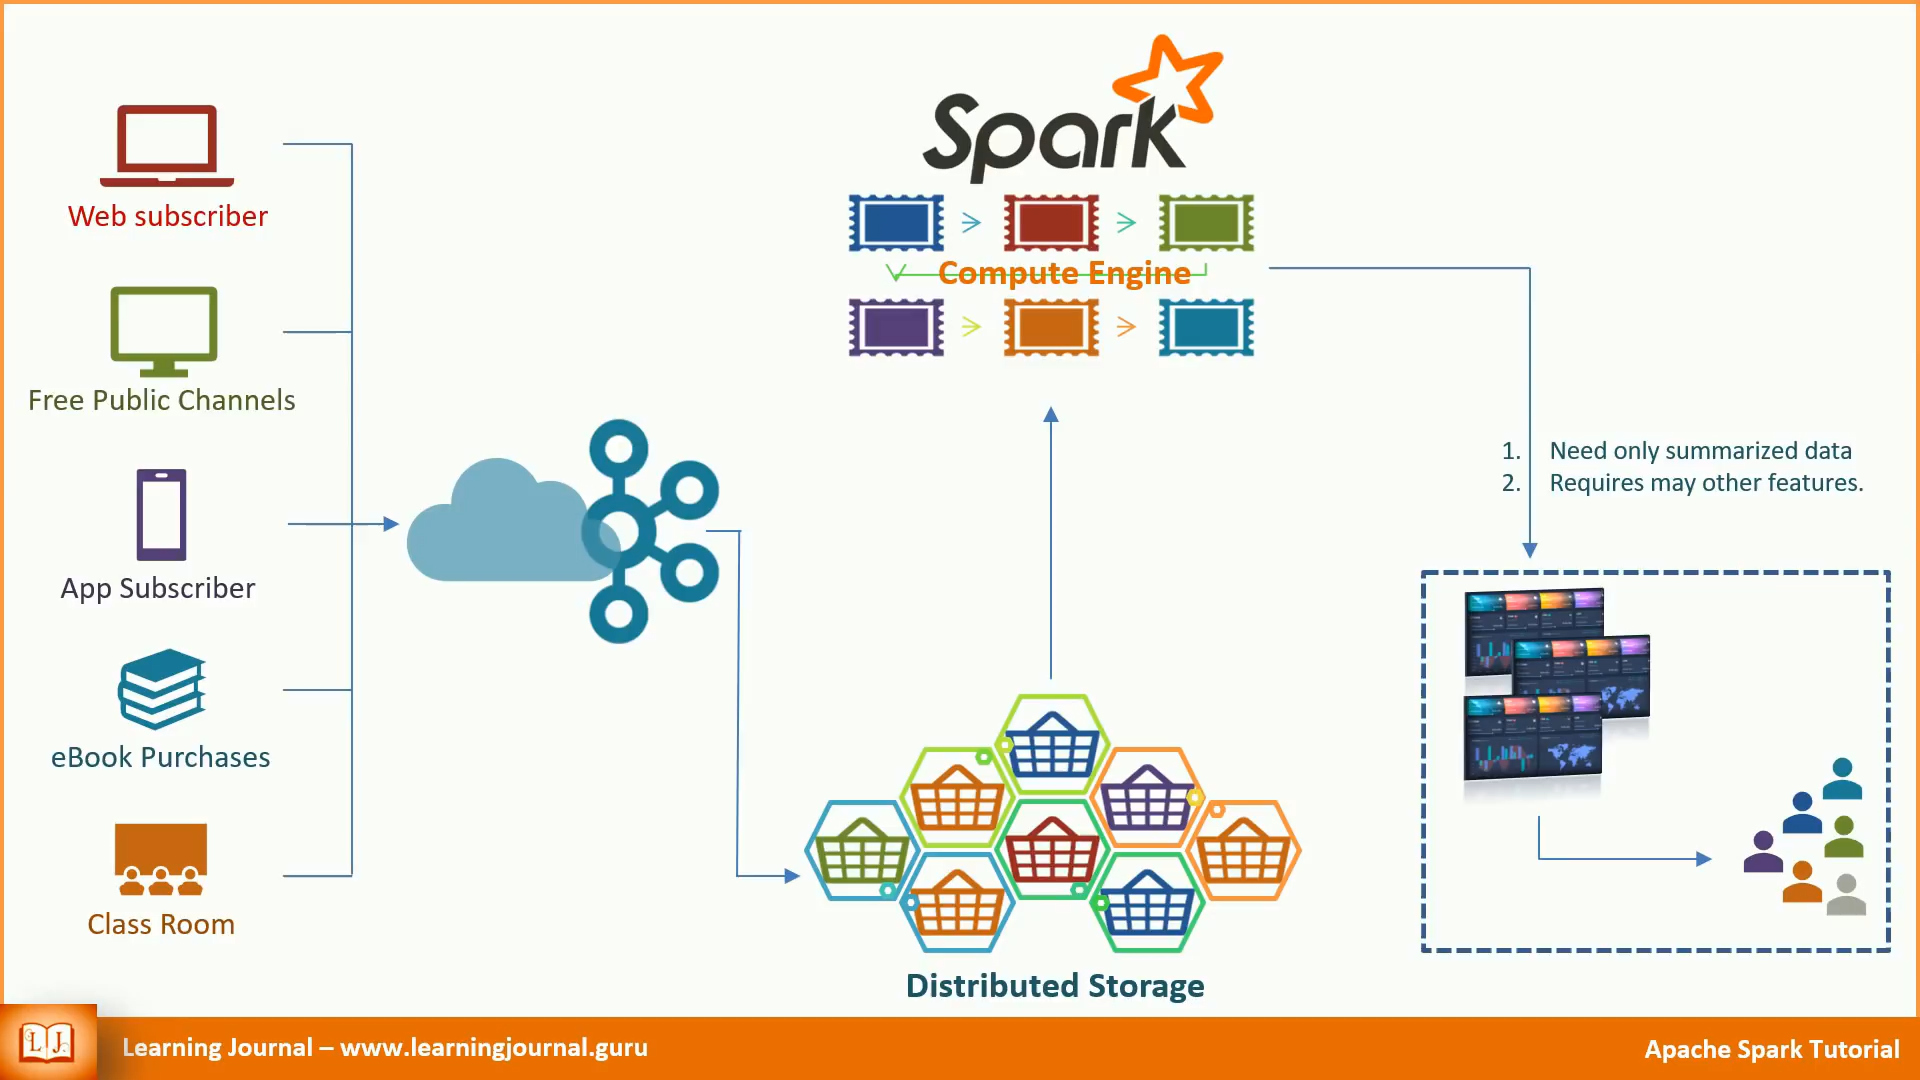 Spark
Web subscriber
Compute Engine
Free Public Channels
1. Need only summarized data
2. Requires may other features.
App Subscriber
eBook Purchases
Class Room
Distributed Storage
LJ
Learning Journal – www.learningjournal.guru
Apache Spark Tutorial